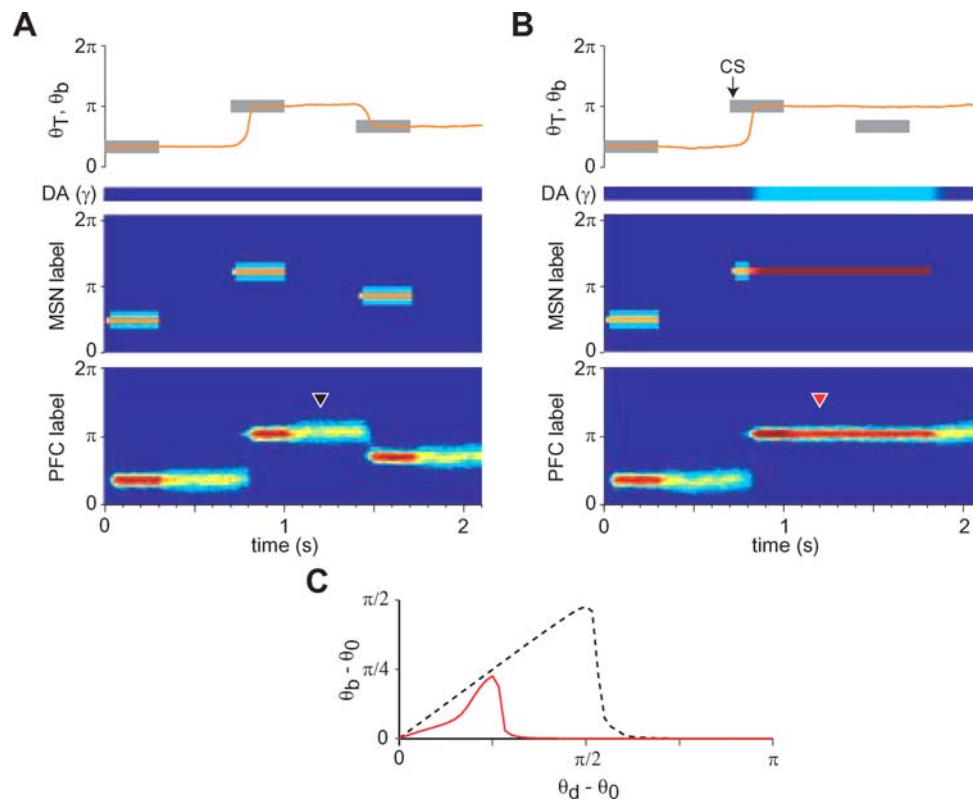 A
2π
π
0
θT, θb
DA (γ)
2π
π
0
MSN label
2π
π
0
PFC label
0 1 2
time (s)
B
CS
2π
π
0
θT, θb
DA (γ)
2π
π
0
MSN label
2π
π
0
PFC label
0 1 2
time (s)
C
π/2
π/4
0
θb - θ0
0 π/2 π
θd - θ0